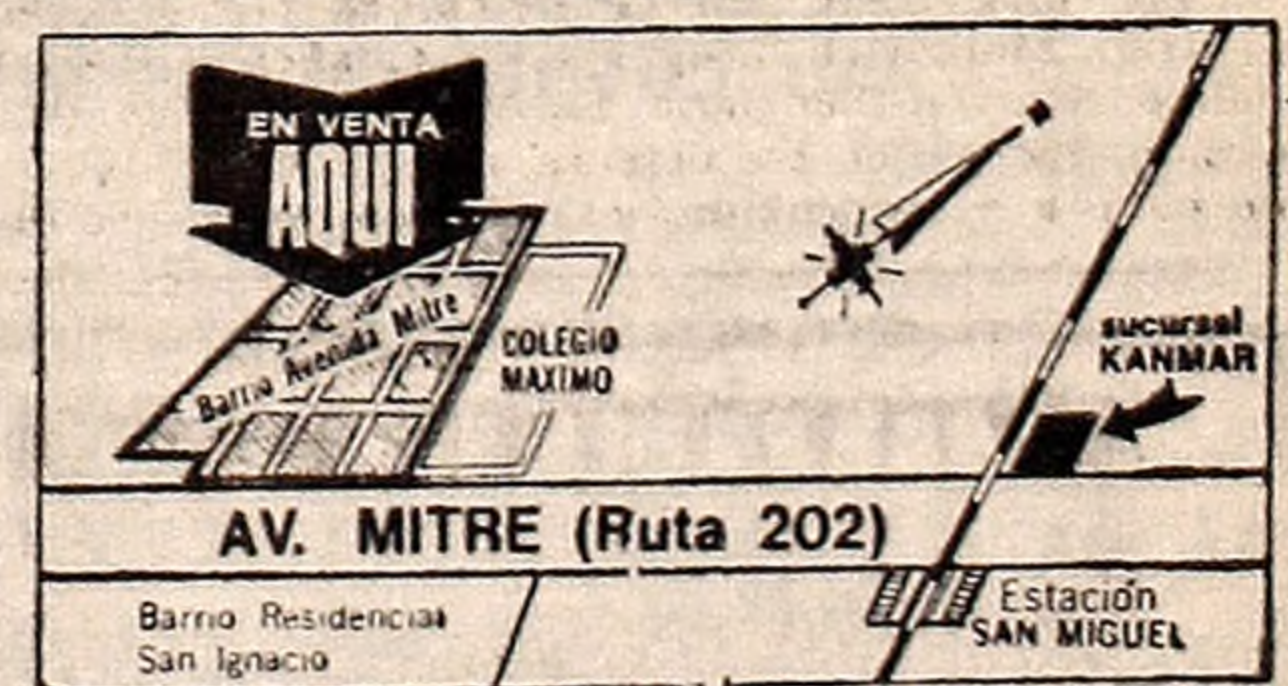 EN VENTA
AQUI
Barrio Avenida Mitre
COLEGIO
MAXIMO
sucursal
KANMAR
AV. MITRE (Ruta 202)
Barrio Residencial
San Ignacio
Estación
SAN MIGUEL